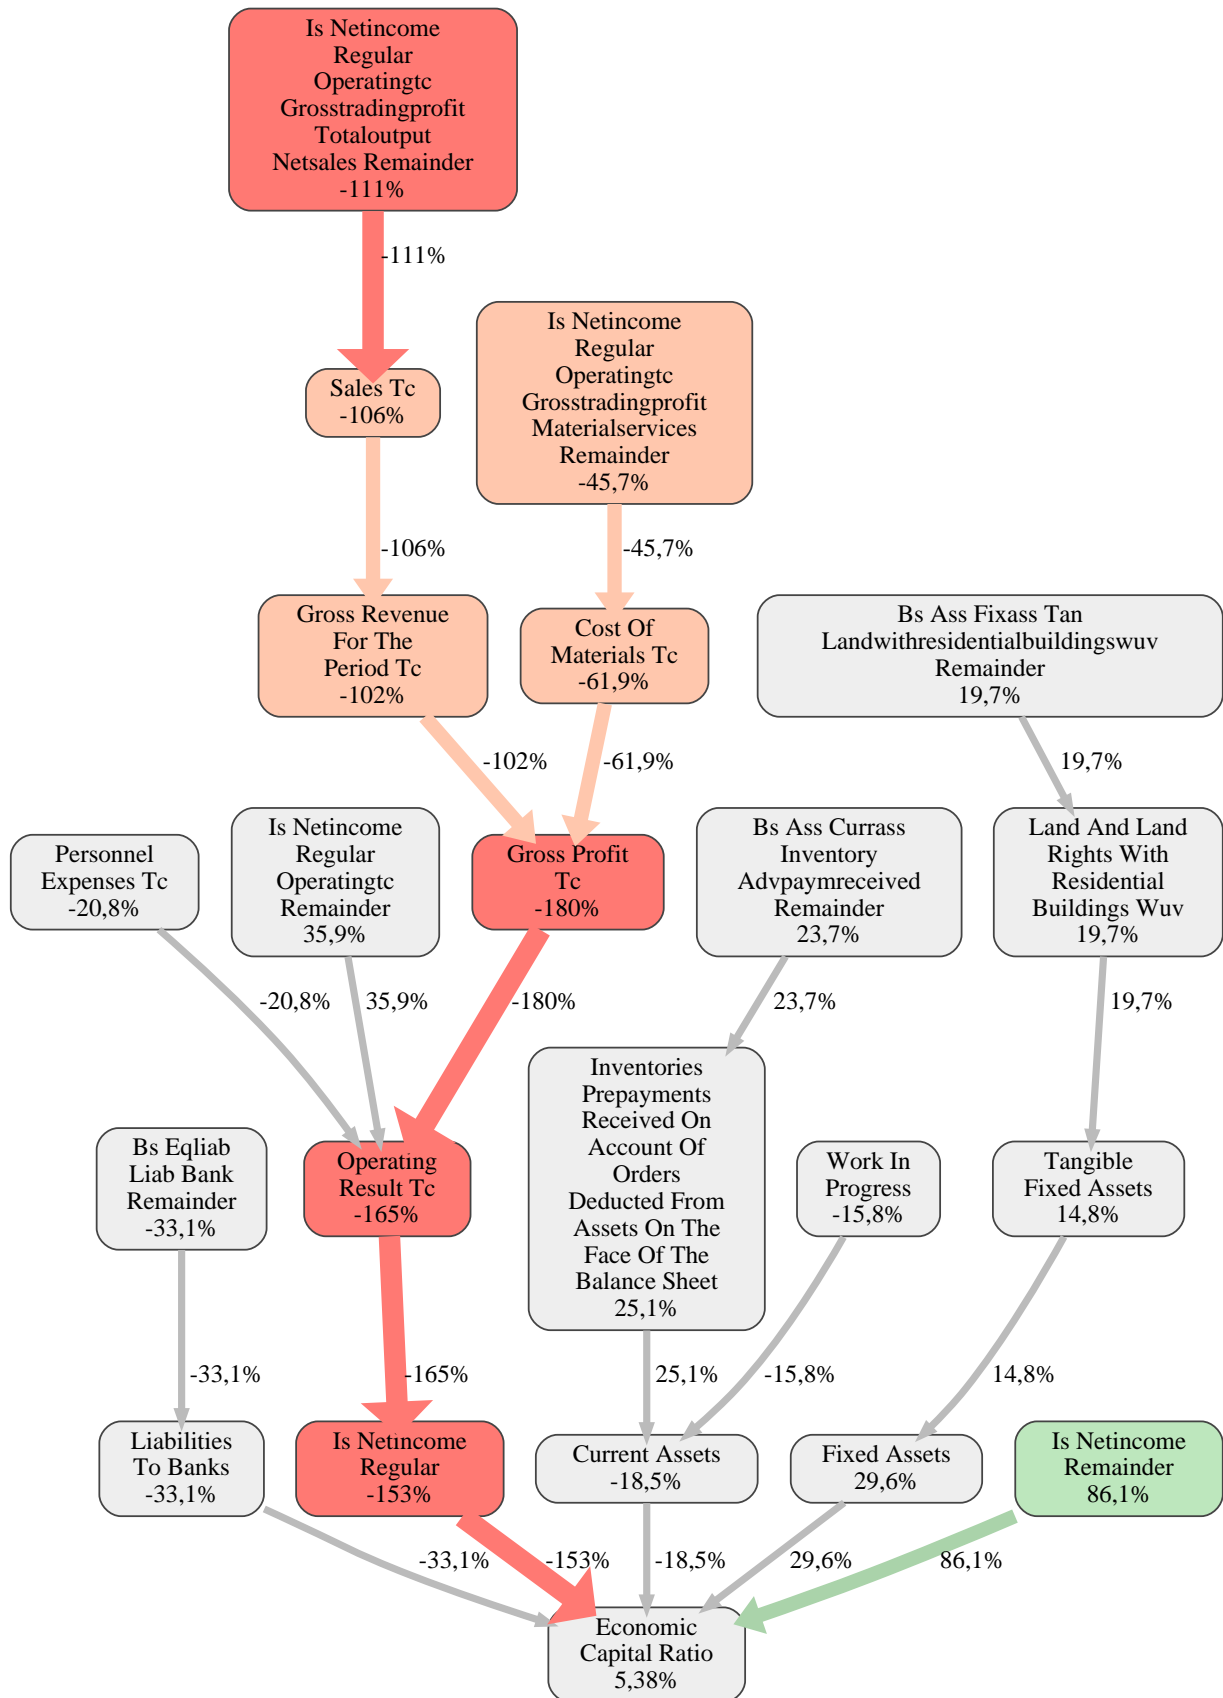 Is Netincome
Regular
Operatingtc
Grosstradingprofit
Totaloutput
Netsales Remainder
-111%
-111%
Is Netincome
Regular
Operatingtc
Grosstradingprofit
Materialservices
Remainder
-45,7%
Sales Tc
-106%
-106%
-45,7%
Gross Revenue
For The
Period Tc
-102%
Cost Of
Materials Tc
-61,9%
Bs Ass Fixass Tan
Landwithresidentialbuildingswuv
Remainder
19,7%
-102%
-61,9%
19,7%
Personnel
Expenses Tc
-20,8%
Is Netincome
Regular
Operatingtc
Remainder
35,9%
Gross Profit
Tc
-180%
Bs Ass Currass
Inventory
Advpaymreceived
Remainder
23,7%
Land And Land
Rights With
Residential
Buildings Wuv
19,7%
-20,8%
35,9%
-180%
23,7%
19,7%
Bs Eqliab
Liab Bank
Remainder
-33,1%
Operating
Result Tc
-165%
Inventories
Prepayments
Received On
Account Of
Orders
Deducted From
Assets On The
Face Of The
Balance Sheet
25,1%
Work In
Progress
-15,8%
Tangible
Fixed Assets
14,8%
-33,1%
-165%
25,1%
-15,8%
14,8%
Liabilities
To Banks
-33,1%
Is Netincome
Regular
-153%
Current Assets
-18,5%
Fixed Assets
29,6%
Is Netincome
Remainder
86,1%
-33,1%
-153%
-18,5%
29,6%
86,1%
Economic
Capital Ratio
5,38%